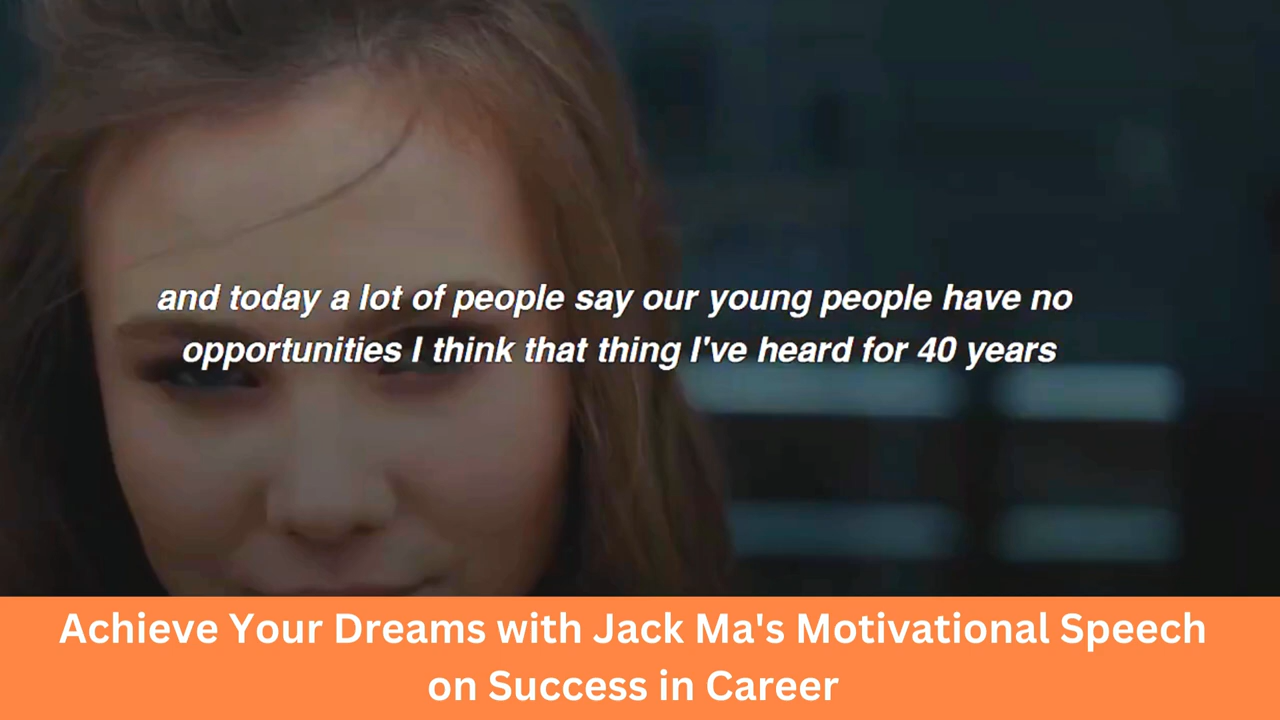 and today a lot of people say our young people have no
opportunities I think that thing I've heard for 40 years
Achieve Your Dreams with Jack Ma's Motivational Speech
on Success in Career